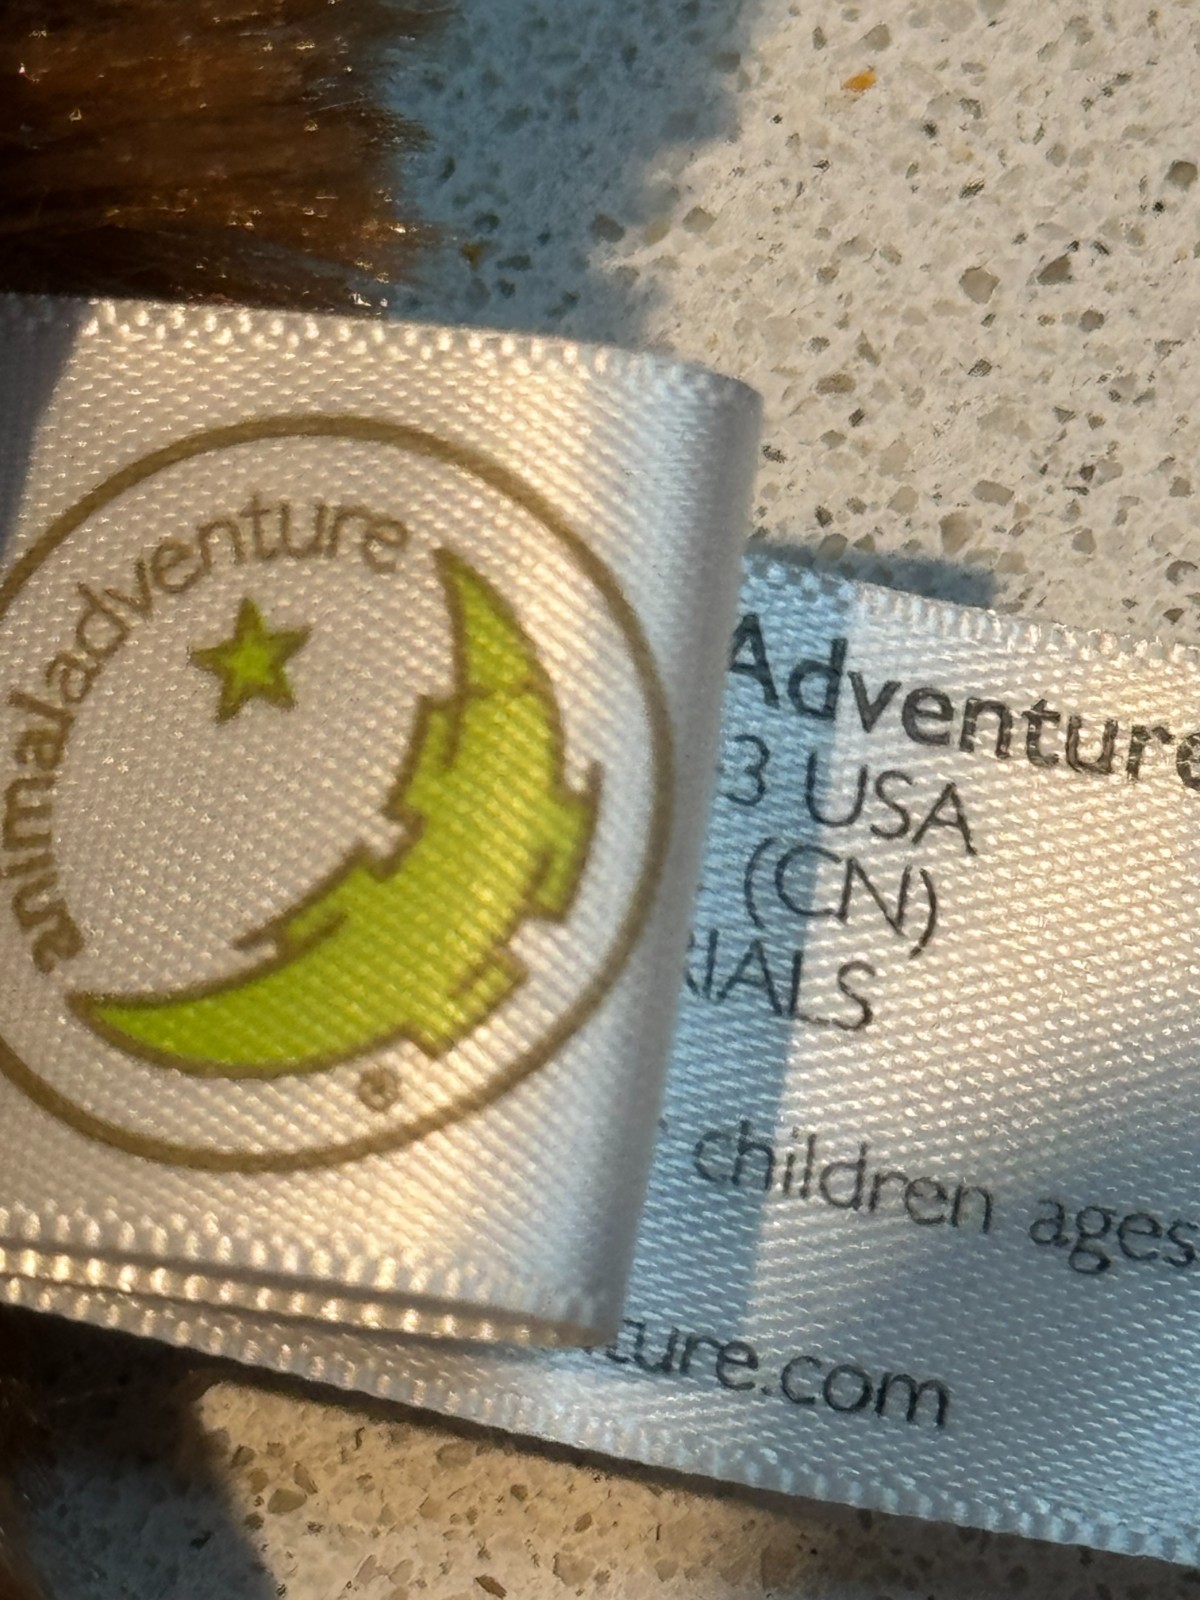 animaladventure
®
Adventure
3 USA
(CN)
RIALS
children ages
ture.com